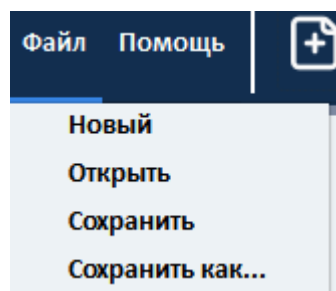 Файл Помощь
Новый
Открыть
Сохранить
Сохранить как...